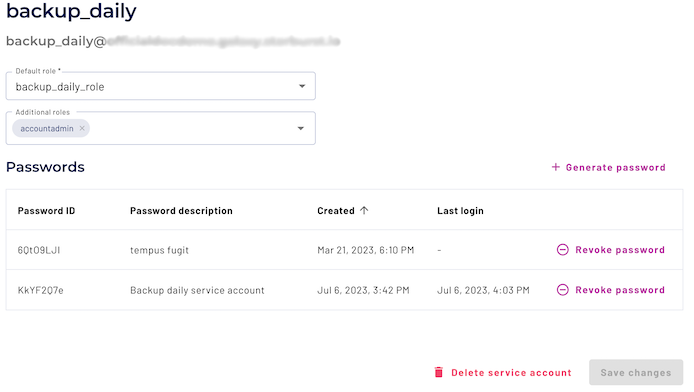 backup_daily
backup_daily@
Default role *
backup_daily_role
Additional roles
accountadmin ×
Passwords
+ Generate password
Password ID Password description Created ↑ Last login
6QtO9LJI tempus fugit Mar 21, 2023, 6:10 PM - Revoke password
KkYF2Q7e Backup daily service account Jul 6, 2023, 3:42 PM Jul 6, 2023, 4:03 PM Revoke password
Delete service account Save changes